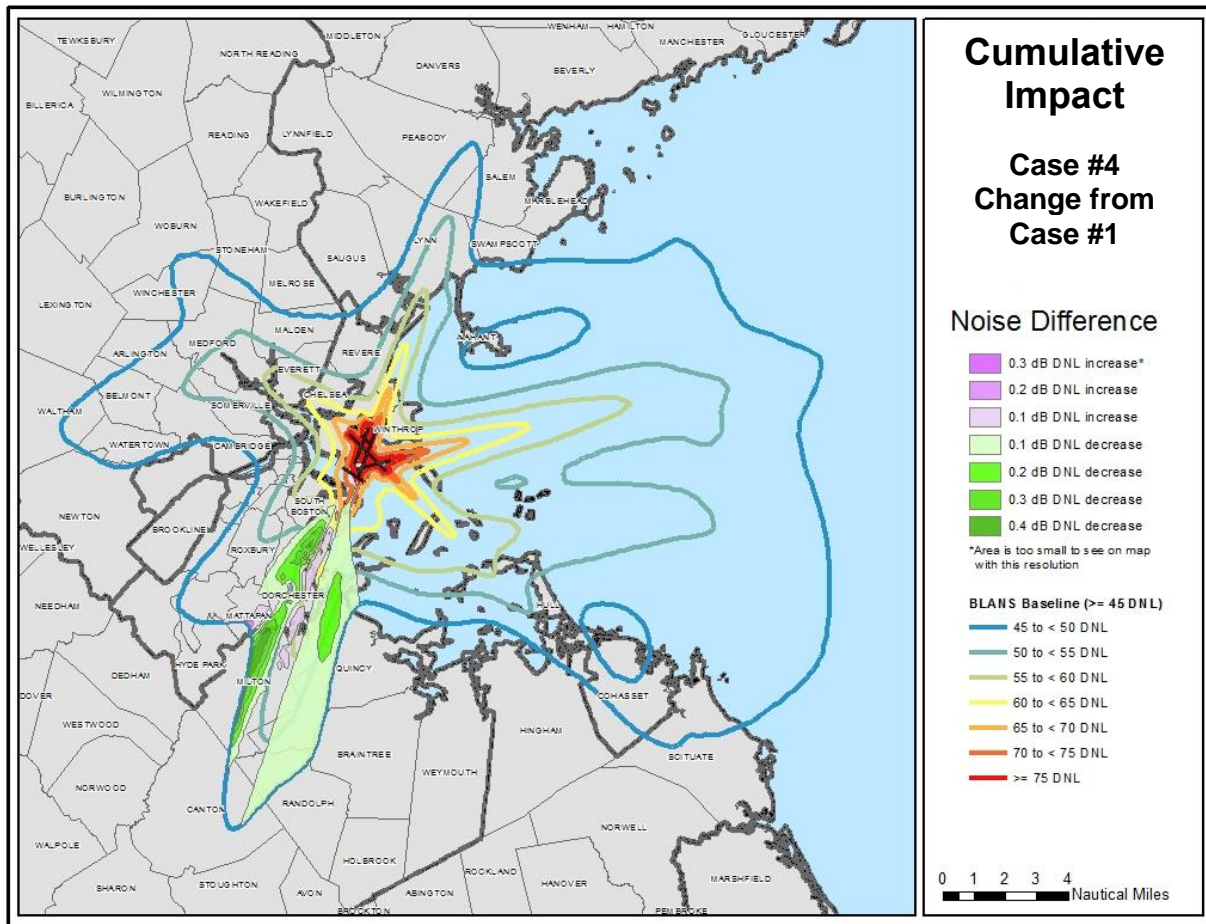 WENHAM
HAMILTON
GLOUCESTER
MIDDLETON
TEWKSBURY
MANCHESTER
NORTH READING
DANVERS
BEVERLY
WILMINGTON
BILLERICA
READING
LYNNFIELD
PEABODY
SALEM
BURLINGTON
WAKEFIELD
MARBLEHEAD
WOBURN
LYNN
SWAMPSCOTT
STONEHAM
SAUGUS
MELROSE
WINCHESTER
LEXINGTON
MALDEN
NAHANT
MEDFORD
REVERE
ARLINGTON
EVERETT
BELMONT
CHELSEA
SOMERVILLE
WALTHAM
WINTHROP
WATERTOWN
CAMBRIDGE
SOUTH
BOSTON
NEWTON
BROOKLINE
WELLESLEY
ROXBURY
NEEDHAM
DORCHESTER
HULL
MATTAPAN
HYDE PARK
QUINCY
DEDHAM
MILTON
DOVER
COHASSET
WESTWOOD
HINGHAM
BRAINTREE
SCITUATE
WEYMOUTH
NORWOOD
CANTON
RANDOLPH
NORWELL
WALPOLE
HOLBROOK
ROCKLAND
MARSHFIELD
SHARON
STOUGHTON
AVON
ABINGTON
HANOVER
BROCKTON
PEMBROKE
Cumulative
Impact
Case #4
Change from
Case #1
Noise Difference
0.3 dB DNL increase*
0.2 dB DNL increase
0.1 dB DNL increase
0.1 dB DNL decrease
0.2 dB DNL decrease
0.3 dB DNL decrease
0.4 dB DNL decrease
*Area is too small to see on map
with this resolution
BLANS Baseline (>= 45 DNL)
45 to < 50 DNL
50 to < 55 DNL
55 to < 60 DNL
60 to < 65 DNL
65 to < 70 DNL
70 to < 75 DNL
>= 75 DNL
0 1 2 3 4
Nautical Miles